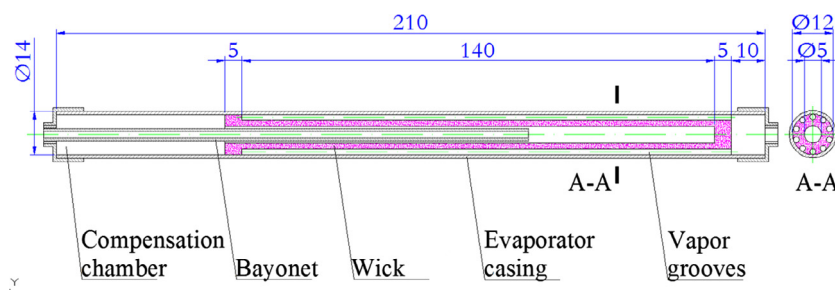 210
Ø12
Ø14
5
140
5
10
Ø5
A-A
A-A
Compensation
chamber
Bayonet
Wick
Evaporator
casing
Vapor
grooves
Y